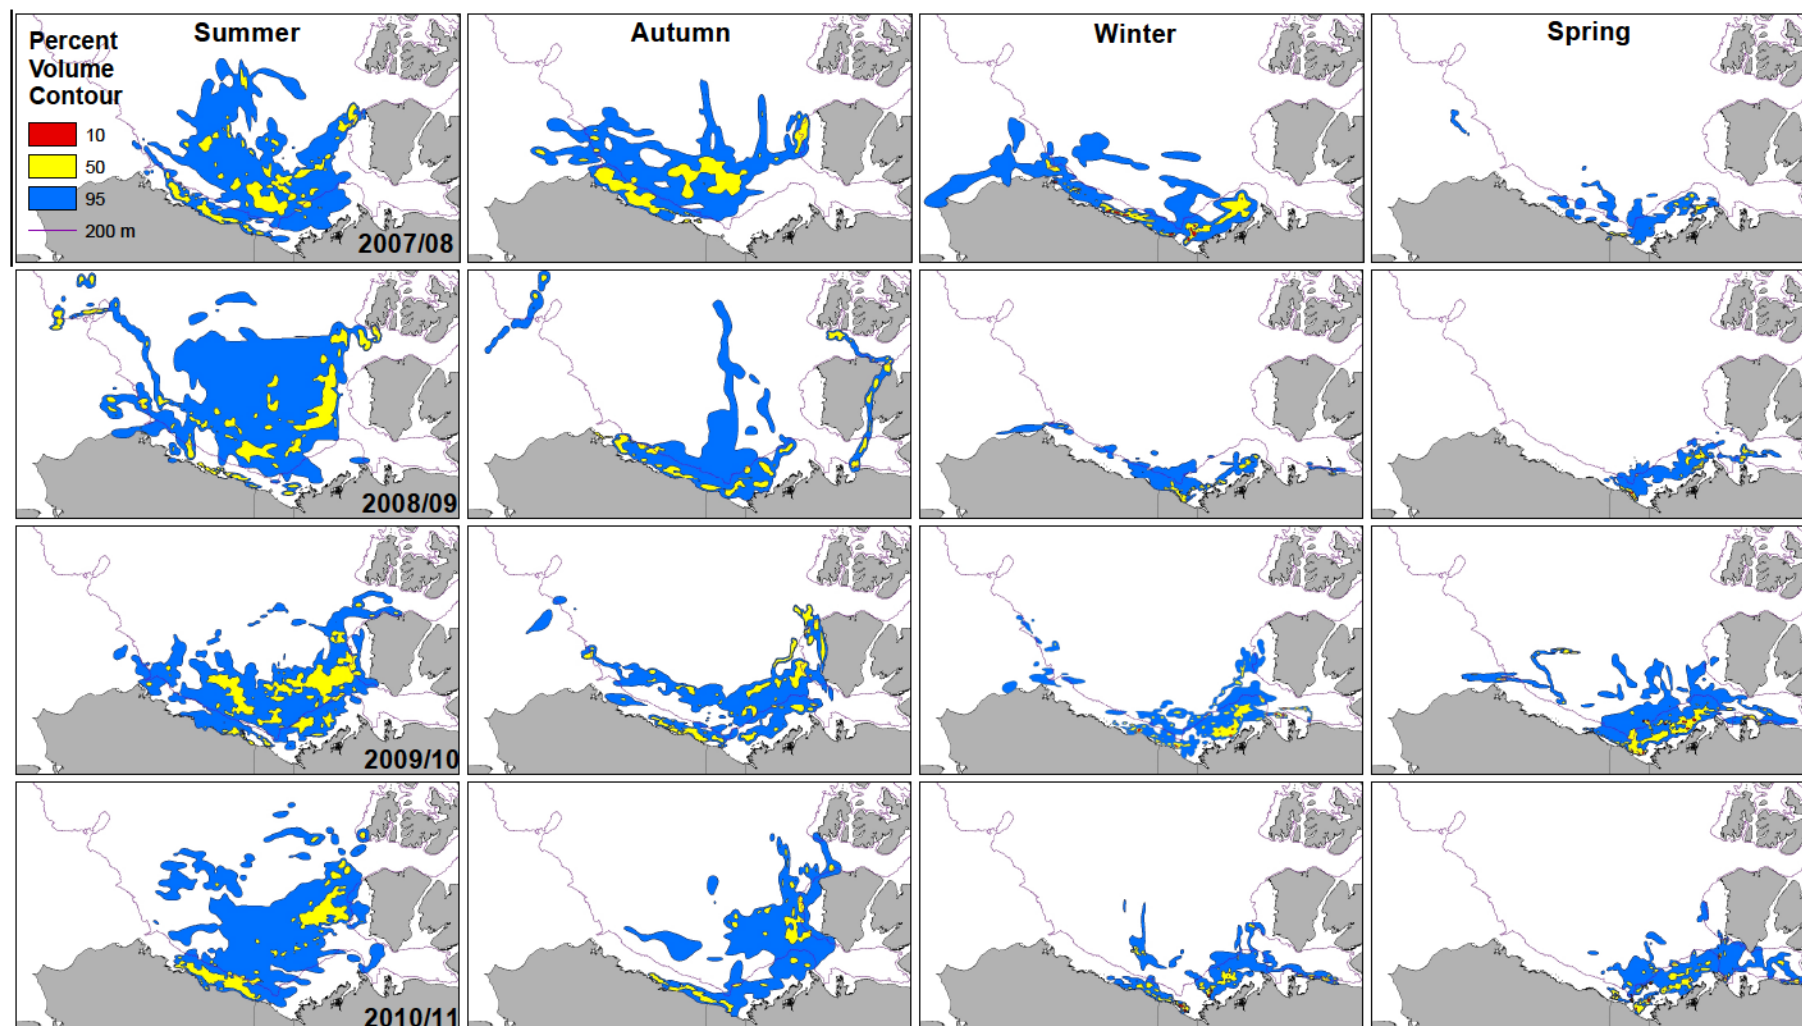 Summer
Autumn
Winter
Spring
Percent
Volume
Contour
10
50
95
200 m
2007/08
2008/09
2009/10
2010/11